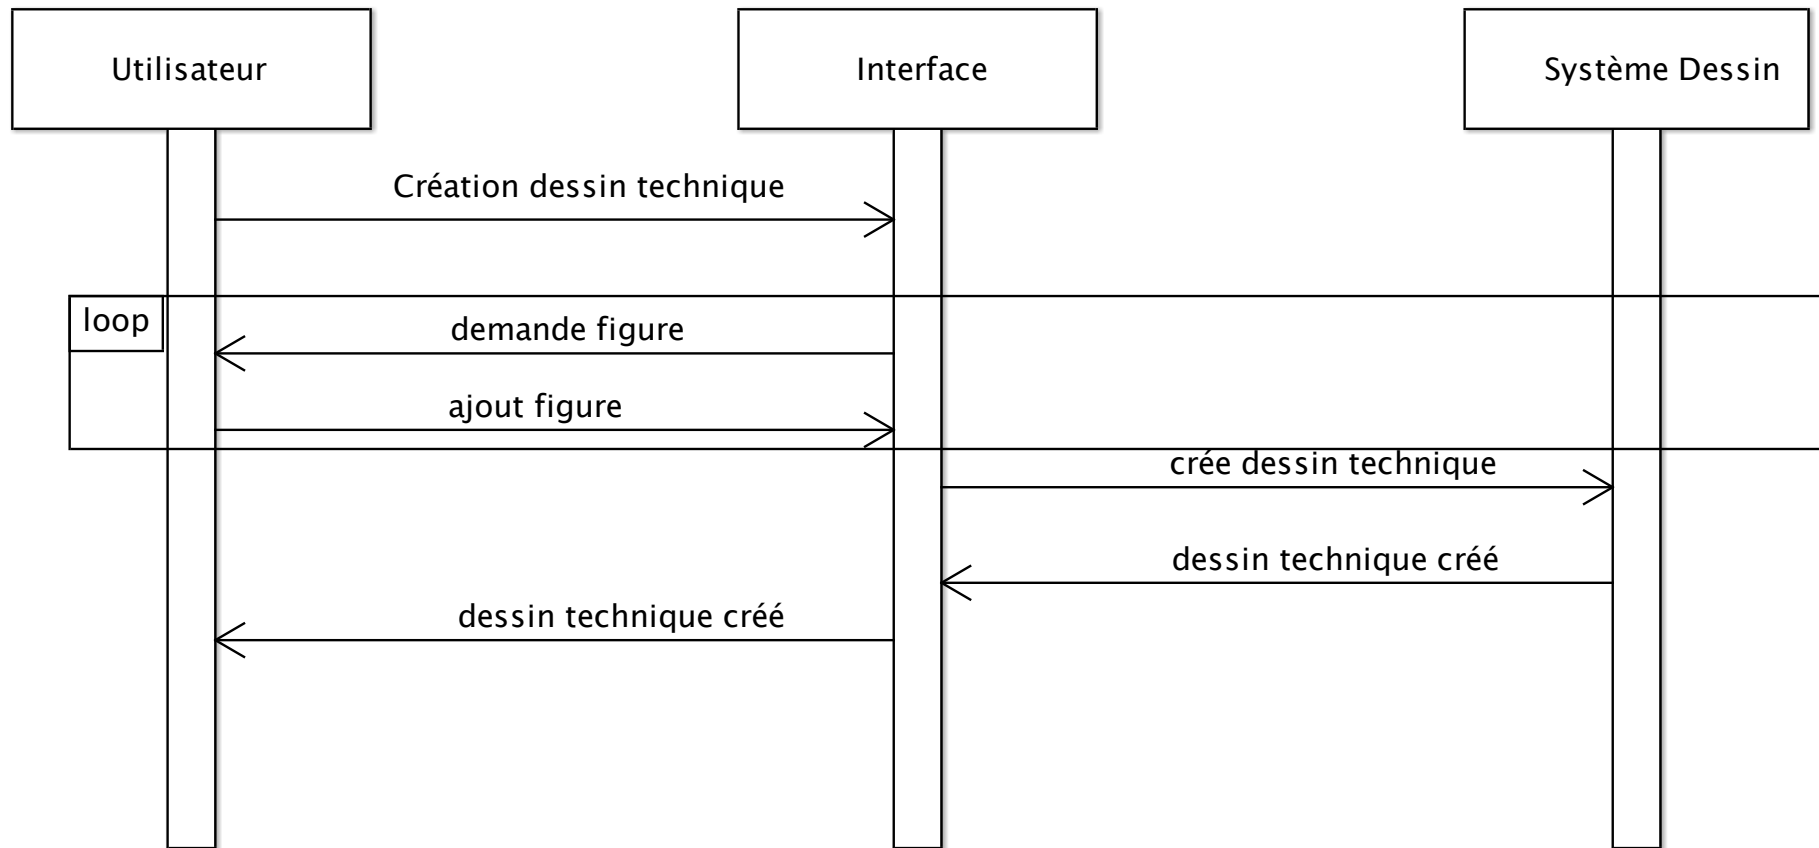 Utilisateur
Interface
Système Dessin
Création dessin technique
loop
demande figure
ajout figure
crée dessin technique
dessin technique créé
dessin technique créé